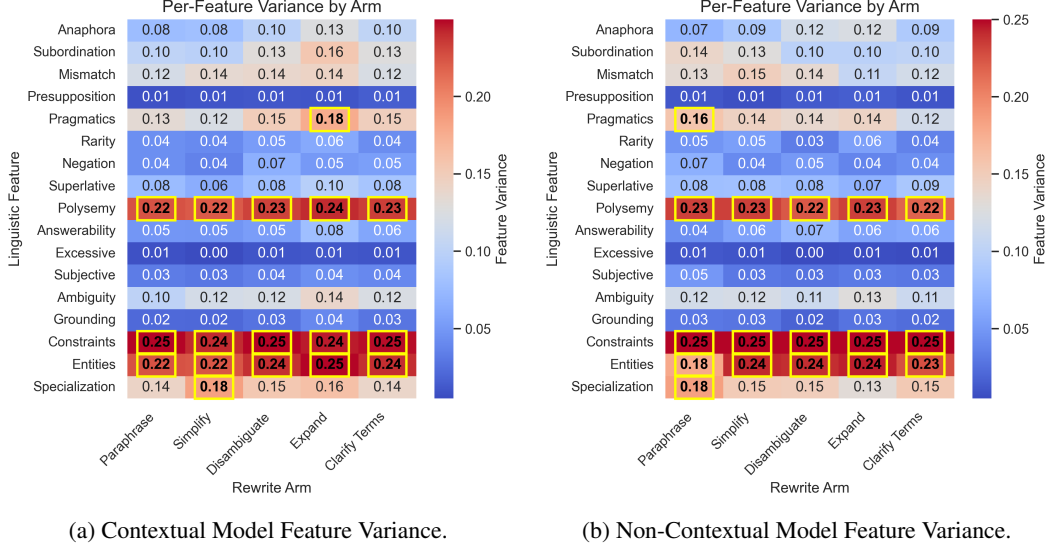 Per-Feature Variance by Arm
Linguistic Feature
Anaphora 0.08 0.08 0.10 0.13 0.10
Subordination 0.10 0.10 0.13 0.16 0.13
Mismatch 0.12 0.14 0.14 0.14 0.12
Presupposition 0.01 0.01 0.01 0.01 0.01
Pragmatics 0.13 0.12 0.15 0.18 0.15
Rarity 0.04 0.04 0.05 0.06 0.04
Negation 0.04 0.04 0.07 0.05 0.05
Superlative 0.08 0.06 0.08 0.10 0.08
Polysemy 0.22 0.22 0.23 0.24 0.23
Answerability 0.05 0.05 0.05 0.08 0.06
Excessive 0.01 0.00 0.01 0.01 0.01
Subjective 0.03 0.03 0.04 0.04 0.04
Ambiguity 0.10 0.12 0.12 0.14 0.12
Grounding 0.02 0.02 0.03 0.04 0.03
Constraints 0.25 0.24 0.25 0.24 0.25
Entities 0.22 0.22 0.24 0.25 0.24
Specialization 0.14 0.18 0.15 0.16 0.14
Paraphrase Simplify Disambiguate Expand Clarify Terms
Rewrite Arm
0.20
0.15
0.10
0.05
Feature Variance
(a) Contextual Model Feature Variance.
Per-Feature Variance by Arm
Linguistic Feature
Anaphora 0.07 0.09 0.12 0.12 0.09
Subordination 0.14 0.13 0.10 0.10 0.10
Mismatch 0.13 0.15 0.14 0.11 0.12
Presupposition 0.01 0.01 0.01 0.01 0.01
Pragmatics 0.16 0.14 0.14 0.14 0.12
Rarity 0.05 0.05 0.03 0.06 0.04
Negation 0.07 0.04 0.05 0.04 0.04
Superlative 0.08 0.08 0.08 0.07 0.09
Polysemy 0.23 0.23 0.22 0.23 0.22
Answerability 0.04 0.06 0.07 0.06 0.06
Excessive 0.01 0.01 0.00 0.01 0.01
Subjective 0.05 0.03 0.03 0.03 0.03
Ambiguity 0.12 0.12 0.11 0.13 0.11
Grounding 0.03 0.03 0.02 0.03 0.02
Constraints 0.25 0.25 0.25 0.25 0.25
Entities 0.18 0.24 0.24 0.24 0.23
Specialization 0.18 0.15 0.15 0.13 0.15
Paraphrase Simplify Disambiguate Expand Clarify Terms
Rewrite Arm
0.25
0.20
0.15
0.10
0.05
Feature Variance
(b) Non-Contextual Model Feature Variance.